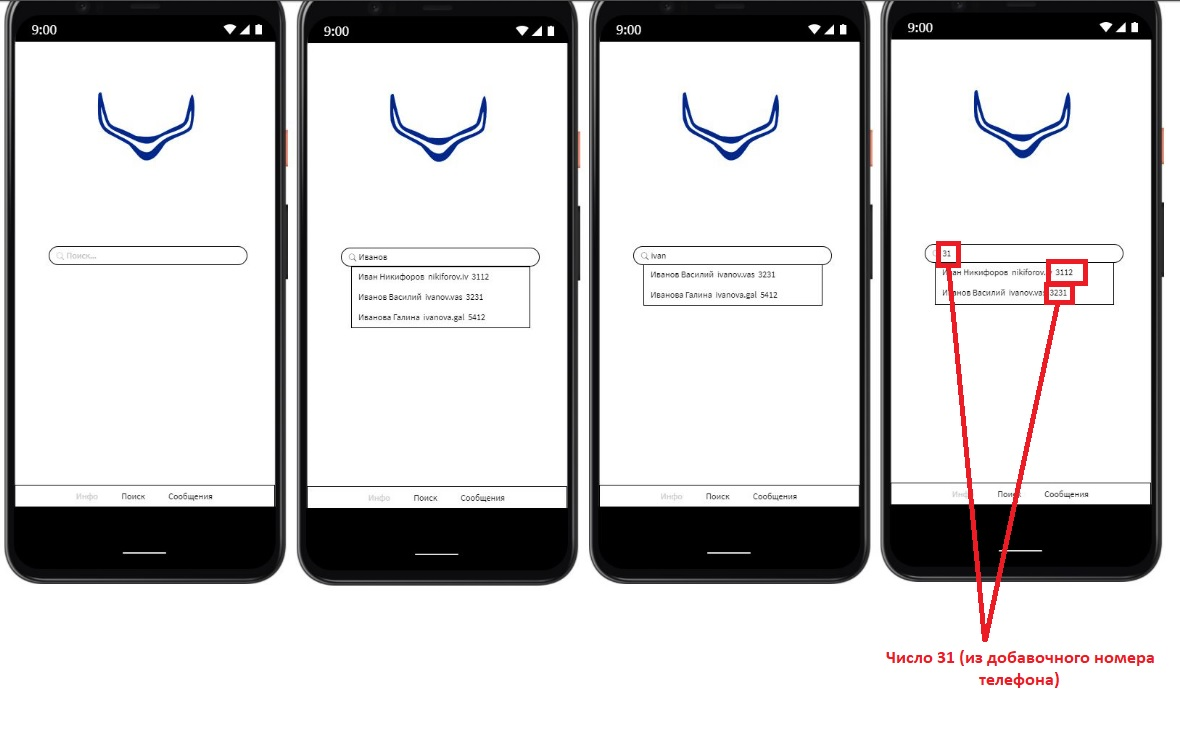 9:00
Поиск...
Инфо Поиск Сообщения
9:00
Иванов
Иван Никифоров nikiforov.iv 3112
Иванов Василий ivanov.vas 3231
Иванова Галина ivanova.gal 5412
Инфо Поиск Сообщения
9:00
ivan
Иванов Василий ivanov.vas 3231
Иванова Галина ivanova.gal 5412
Инфо Поиск Сообщения
9:00
31
Иван Никифоров nikiforov.iv 3112
Иванов Василий ivanov.vas 3231
Инфо Поиск Сообщения
Число 31 (из добавочного номера
телефона)